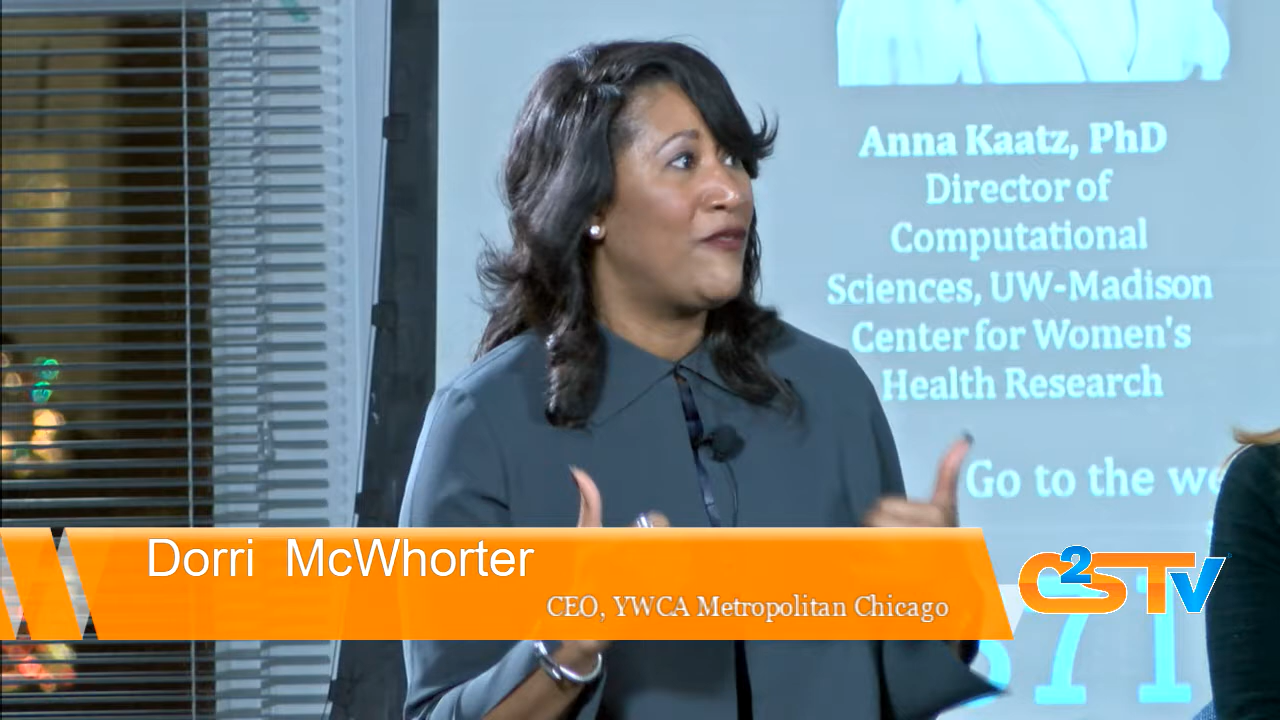 Anna Kaatz, PhD
Director of
Computational
Sciences, UW-Madison
Center for Women's
Health Research
Go to the we
Dorri McWhorter
CEO, YWCA Metropolitan Chicago
C2STV
71